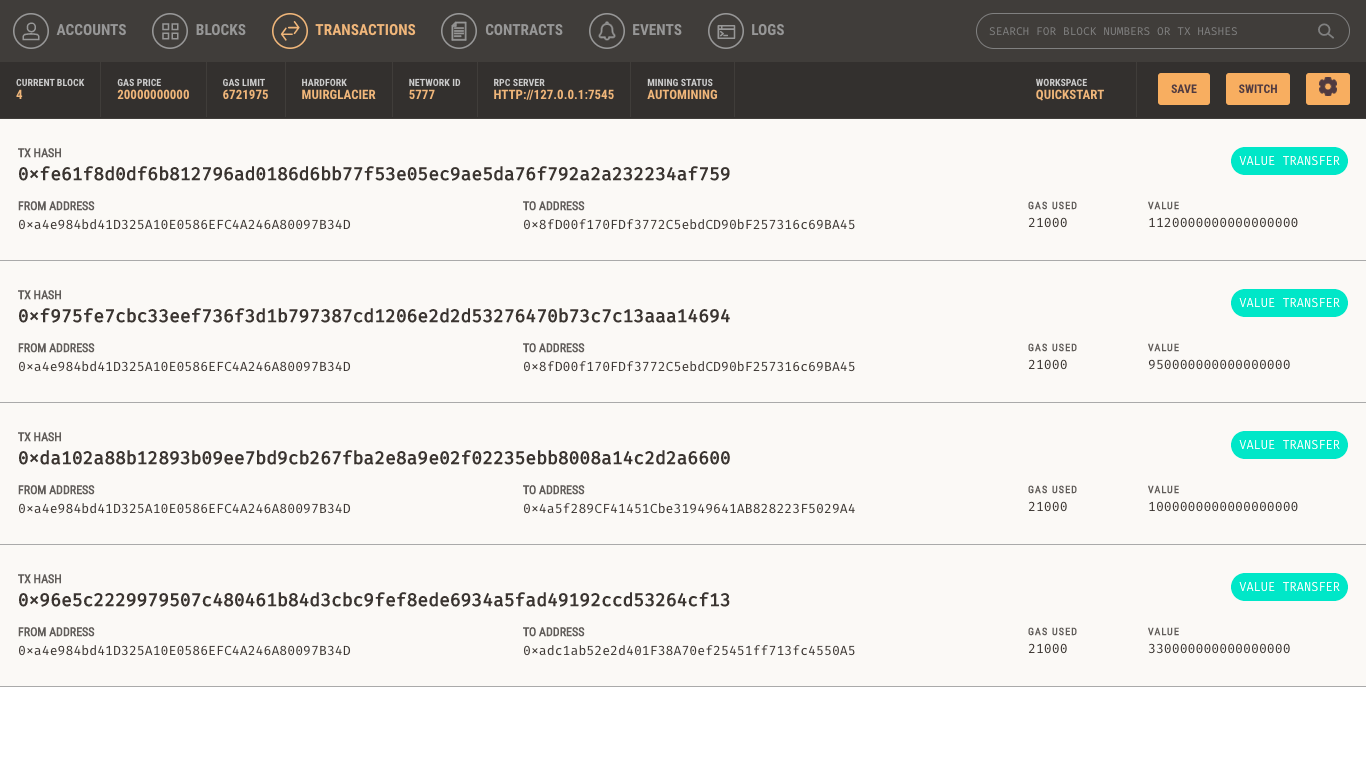 ACCOUNTS BLOCKS TRANSACTIONS CONTRACTS EVENTS LOGS SEARCH FOR BLOCK NUMBERS OR TX HASHES
CURRENT BLOCK GAS PRICE GAS LIMIT HARDFORK NETWORK ID RPC SERVER MINING STATUS WORKSPACE
4 20000000000 6721975 MUIRGLACIER 5777 HTTP://127.0.0.1:7545 AUTOMINING QUICKSTART SAVE SWITCH
TX HASH
0×fe61f8d0df6b812796ad0186d6bb77f53e05ec9ae5da76f792a2a232234af759 VALUE TRANSFER
FROM ADDRESS TO ADDRESS GAS USED VALUE
0×a4e984bd41D325A10E0586EFC4A246A80097B34D 0×8fD00f170FDf3772C5ebdCD90bF257316c69BA45 21000 1120000000000000000
TX HASH
0×f975fe7cbc33eef736f3d1b797387cd1206e2d2d53276470b73c7c13aaa14694 VALUE TRANSFER
FROM ADDRESS TO ADDRESS GAS USED VALUE
0×a4e984bd41D325A10E0586EFC4A246A80097B34D 0×8fD00f170FDf3772C5ebdCD90bF257316c69BA45 21000 950000000000000000
TX HASH
0×da102a88b12893b09ee7bd9cb267fba2e8a9e02f02235ebb8008a14c2d2a6600 VALUE TRANSFER
FROM ADDRESS TO ADDRESS GAS USED VALUE
0×a4e984bd41D325A10E0586EFC4A246A80097B34D 0×4a5f289CF41451Cbe31949641AB828223F5029A4 21000 1000000000000000000
TX HASH
0×96e5c2229979507c480461b84d3cbc9fef8ede6934a5fad49192ccd53264cf13 VALUE TRANSFER
FROM ADDRESS TO ADDRESS GAS USED VALUE
0×a4e984bd41D325A10E0586EFC4A246A80097B34D 0×adc1ab52e2d401F38A70ef25451ff713fc4550A5 21000 330000000000000000